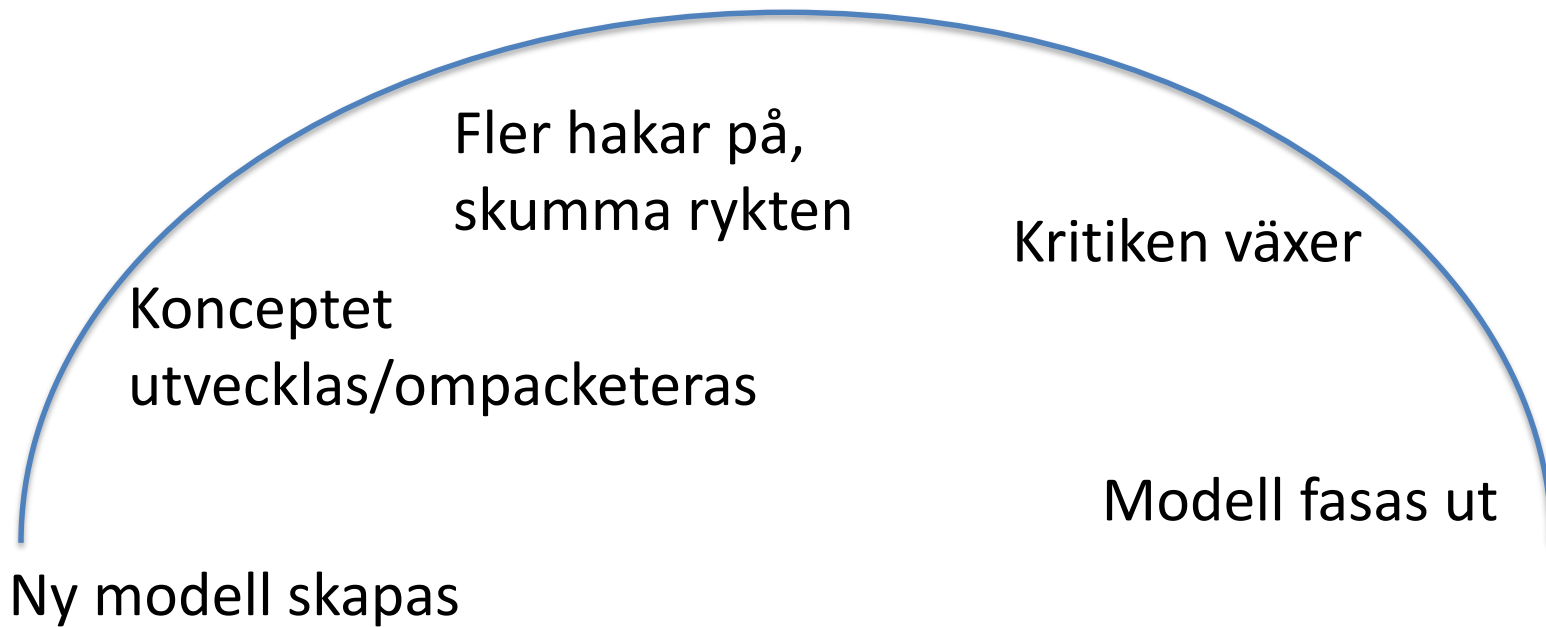 Fler hakar på,
skumma rykten
Kritiken växer
Konceptet
utvecklas/ompacketeras
Modell fasas ut
Ny modell skapas